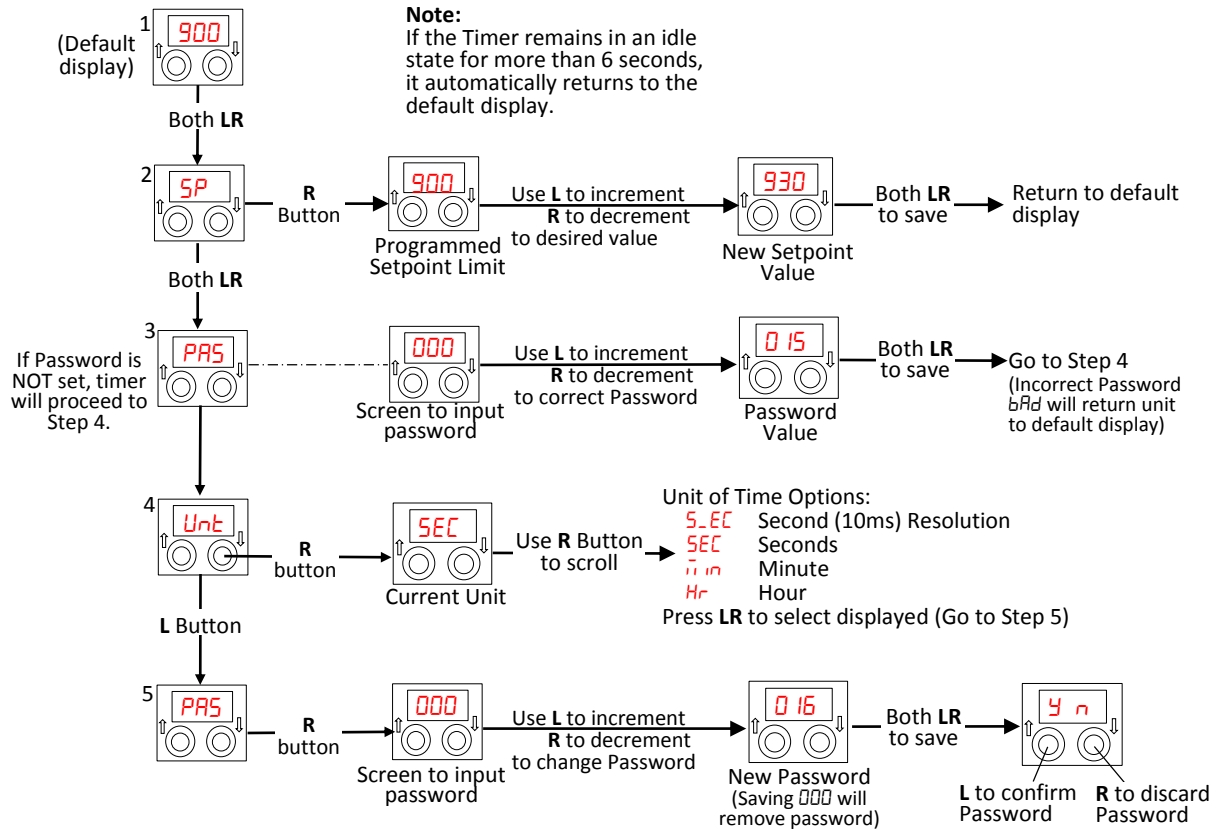 1
900
(Default
display)
Note:
If the Timer remains in an idle
state for more than 6 seconds,
it automatically returns to the
default display.
Both LR
2
SP
R
Button
900
Programmed
Setpoint Limit
Use L to increment
R to decrement
to desired value
930
New Setpoint
Value
Both LR
to save
Return to default
display
Both LR
3
PAS
If Password is
NOT set, timer
will proceed to
Step 4.
000
Screen to input
password
Use L to increment
R to decrement
to correct Password
015
Password
Value
Both LR
to save
Go to Step 4
(Incorrect Password
bAd will return unit
to default display)
4
Unt
R
button
SEC
Current Unit
Use R Button
to scroll
Unit of Time Options:
S_EC Second (10ms) Resolution
SEC Seconds
Min Minute
Hr Hour
Press LR to select displayed (Go to Step 5)
L Button
5
PAS
R
button
000
Screen to input
password
Use L to increment
R to decrement
to change Password
016
New Password
(Saving 000 will
remove password)
Both LR
to save
y n
L to confirm
Password
R to discard
Password